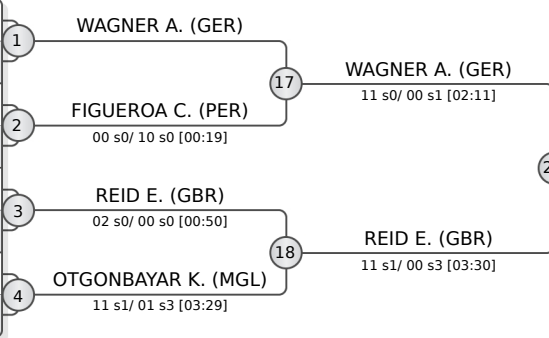 WAGNER A. (GER)
1
17
WAGNER A. (GER)
11 s0/ 00 s1 [02:11]
FIGUEROA C. (PER)
2
00 s0/ 10 s0 [00:19]
REID E. (GBR)
3
02 s0/ 00 s0 [00:50]
18
REID E. (GBR)
11 s1/ 00 s3 [03:30]
OTGONBAYAR K. (MGL)
4
11 s1/ 01 s3 [03:29]